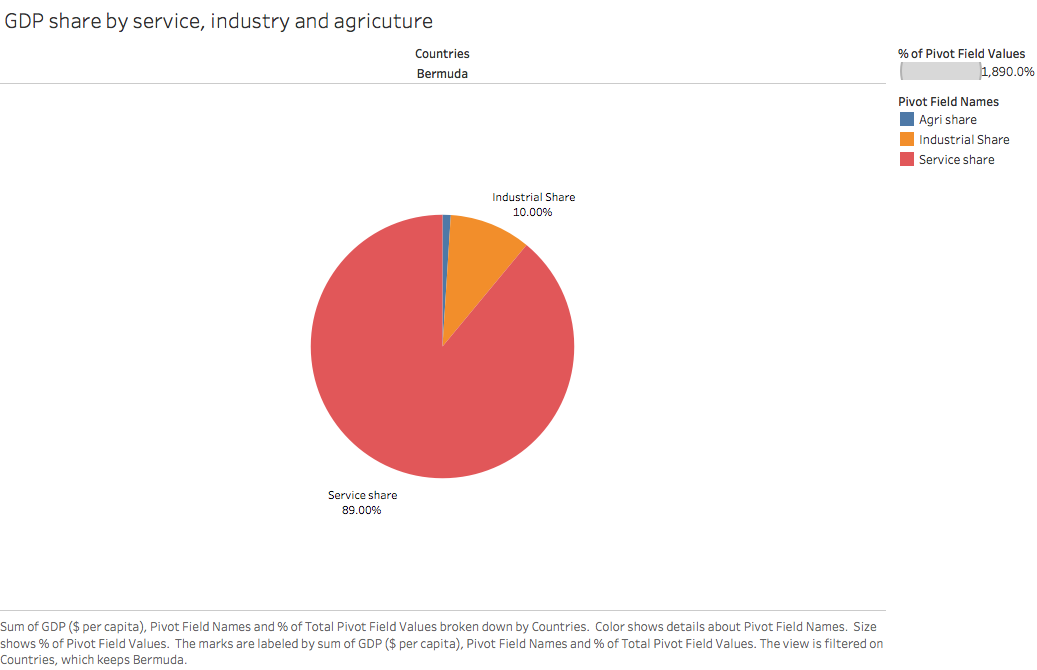 GDP share by service, industry and agricuture
Countries
Bermuda
% of Pivot Field Values
1,890.0%
Pivot Field Names
Agri share
Industrial Share
Service share
Industrial Share
10.00%
Service share
89.00%
Sum of GDP ($ per capita), Pivot Field Names and % of Total Pivot Field Values broken down by Countries.  Color shows details about Pivot Field Names.  Size
shows % of Pivot Field Values.  The marks are labeled by sum of GDP ($ per capita), Pivot Field Names and % of Total Pivot Field Values. The view is filtered on
Countries, which keeps Bermuda.